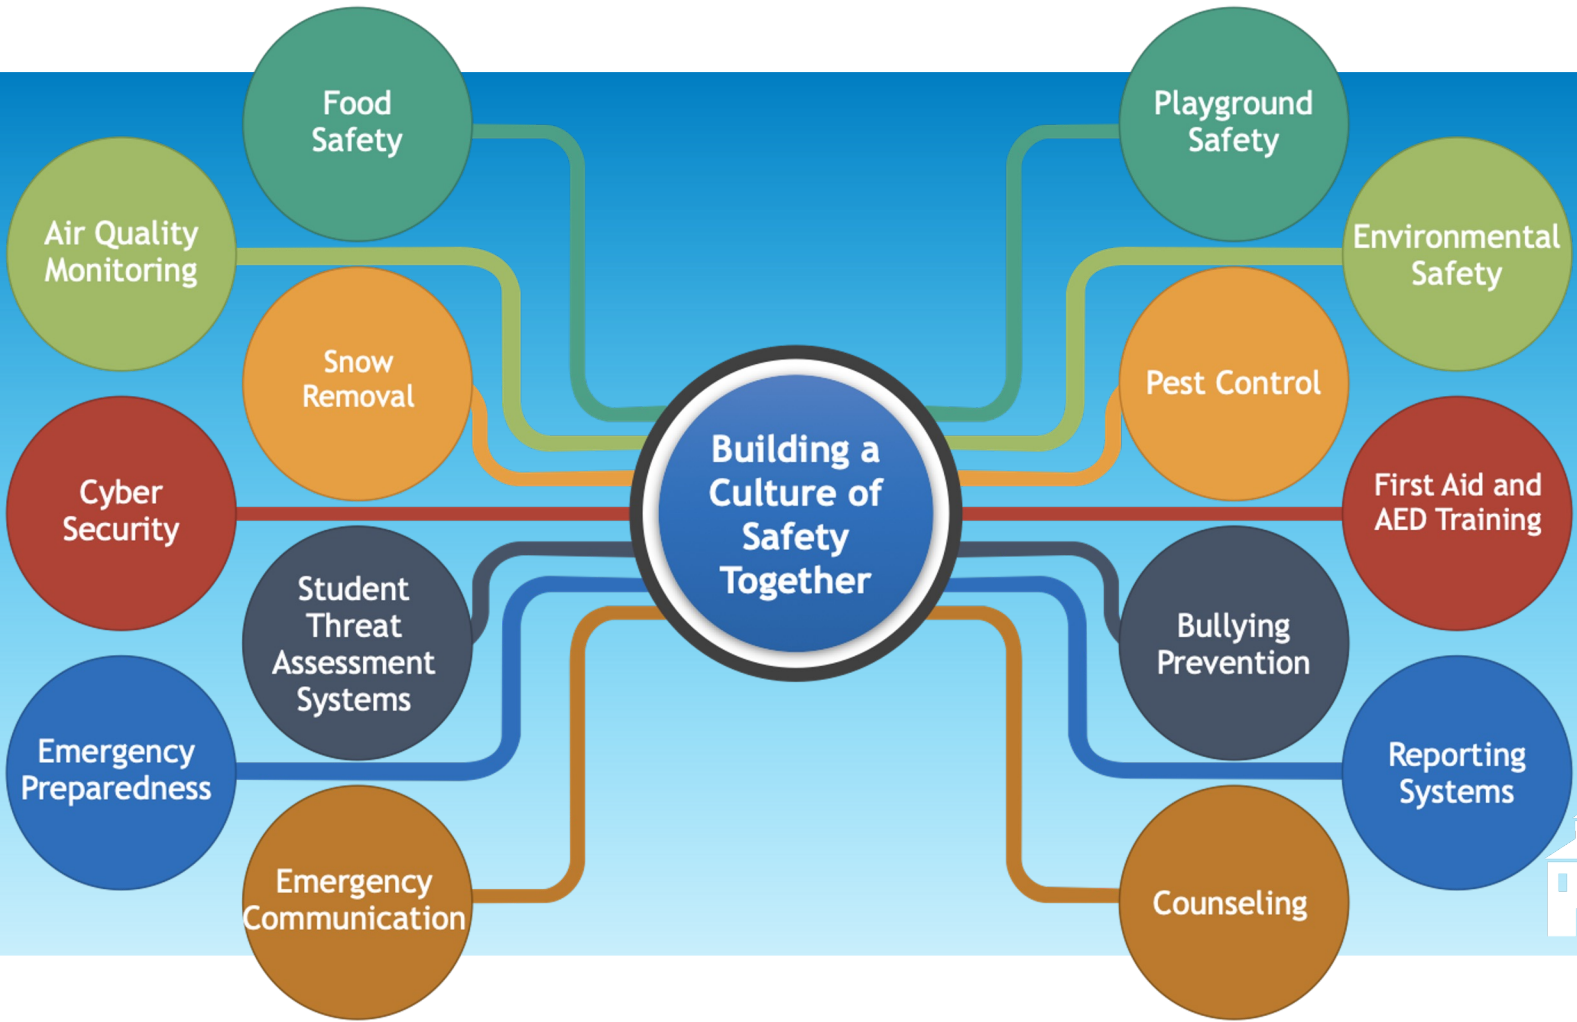 Food
Safety
Air Quality
Monitoring
Snow
Removal
Cyber
Security
Student
Threat
Assessment
Systems
Emergency
Preparedness
Emergency
Communication
Building a
Culture of
Safety
Together
Playground
Safety
Environmental
Safety
Pest Control
First Aid and
AED Training
Bullying
Prevention
Reporting
Systems
Counseling